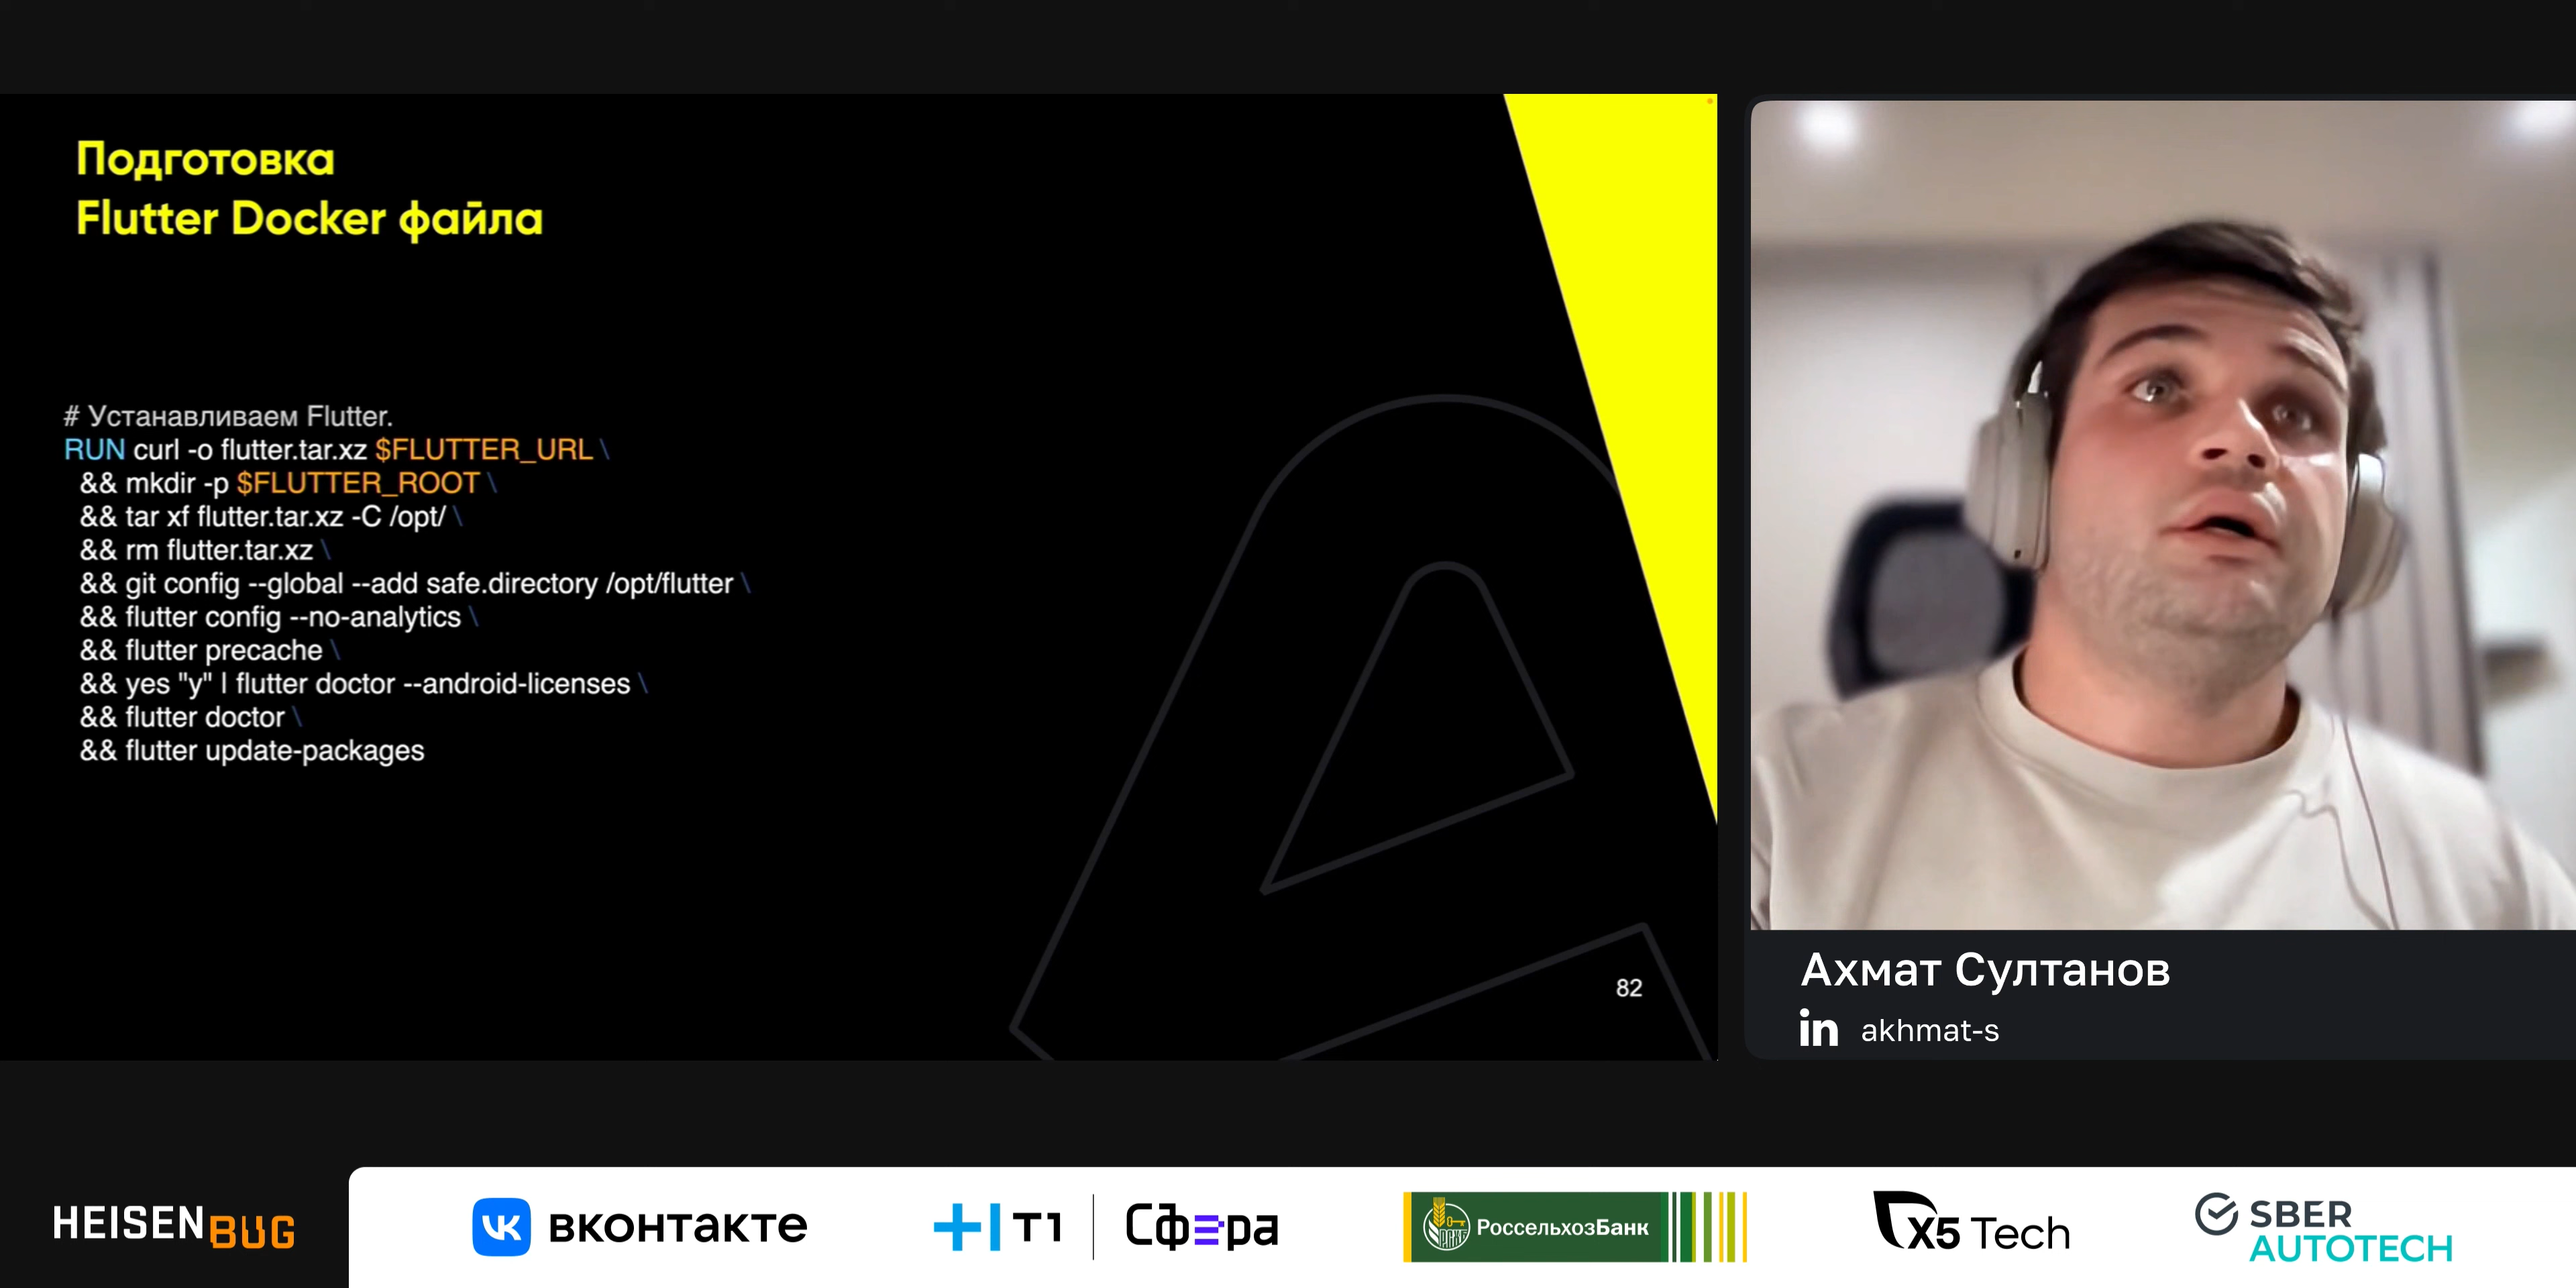 Подготовка
Flutter Docker файла
# Устанавливаем Flutter.
RUN curl -o flutter.tar.xz $FLUTTER_URL \
&& mkdir -p $FLUTTER_ROOT \
&& tar xf flutter.tar.xz -C /opt/ \
&& rm flutter.tar.xz \
&& git config --global --add safe.directory /opt/flutter \
&& flutter config --no-analytics \
&& flutter precache \
&& yes "y" | flutter doctor --android-licenses \
&& flutter doctor \
&& flutter update-packages
82
Ахмат Султанов
in akhmat-s
HEISENBUG
VK ВКОНТАКТЕ
T1
Сфера
РоссельхозБанк
X5 Tech
SBER
AUTOTECH